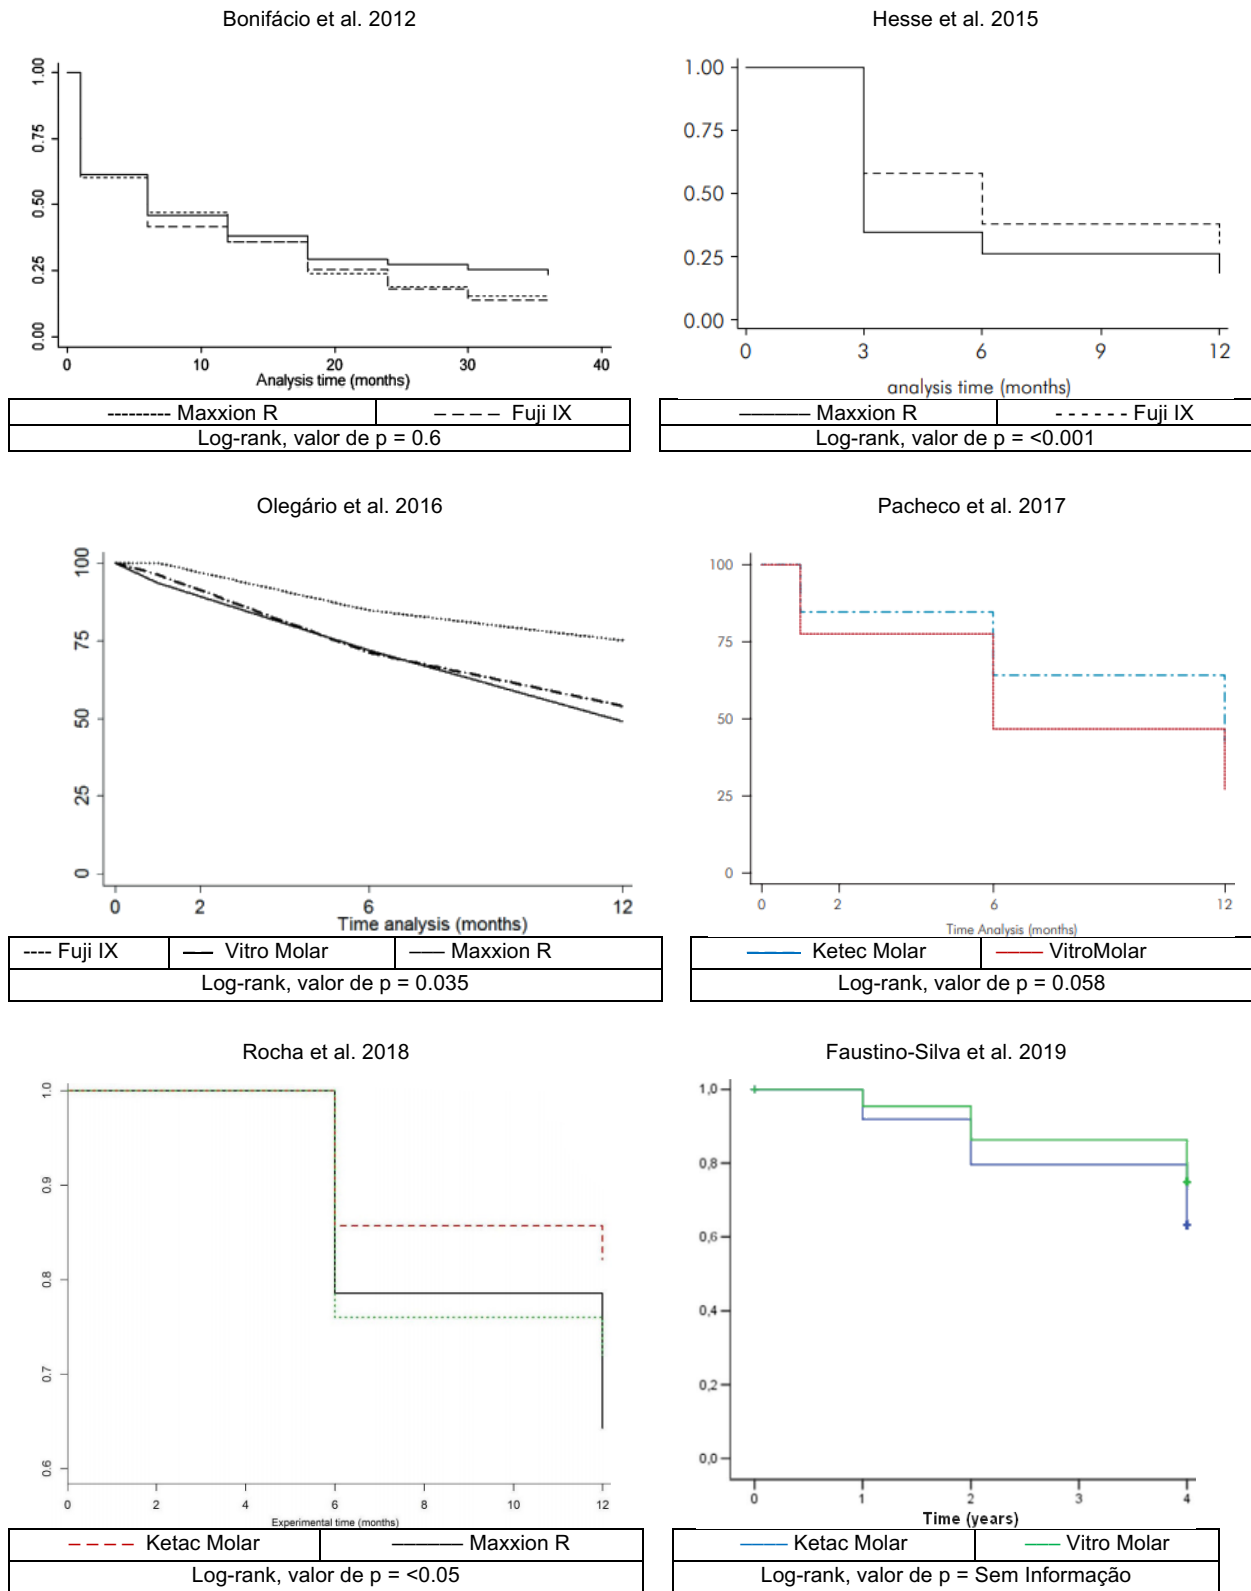 Bonifácio et al. 2012
1.00
0.75
0.50
0.25
0.00
0 10 20 30 40
Analysis time (months)
--------- Maxxion R – – – – Fuji IX
Log-rank, valor de p = 0.6
Hesse et al. 2015
1.00
0.75
0.50
0.25
0.00
0 3 6 9 12
analysis time (months)
———— Maxxion R - - - - - - Fuji IX
Log-rank, valor de p = <0.001
Olegário et al. 2016
100
75
50
25
0
0 2 6 12
Time analysis (months)
---- Fuji IX —— Vitro Molar —— Maxxion R
Log-rank, valor de p = 0.035
Pacheco et al. 2017
100
75
50
25
0
0 2 6 12
Time Analysis (months)
——— Ketec Molar ——— VitroMolar
Log-rank, valor de p = 0.058
Rocha et al. 2018
1.0
0.9
0.8
0.7
0.6
0 2 4 6 8 10 12
Experimental time (months)
– – – – Ketac Molar ———— Maxxion R
Log-rank, valor de p = <0.05
Faustino-Silva et al. 2019
1,0
0,8
0,6
0,4
0,2
0,0
0 1 2 3 4
Time (years)
——— Ketac Molar —— Vitro Molar
Log-rank, valor de p = Sem Informação